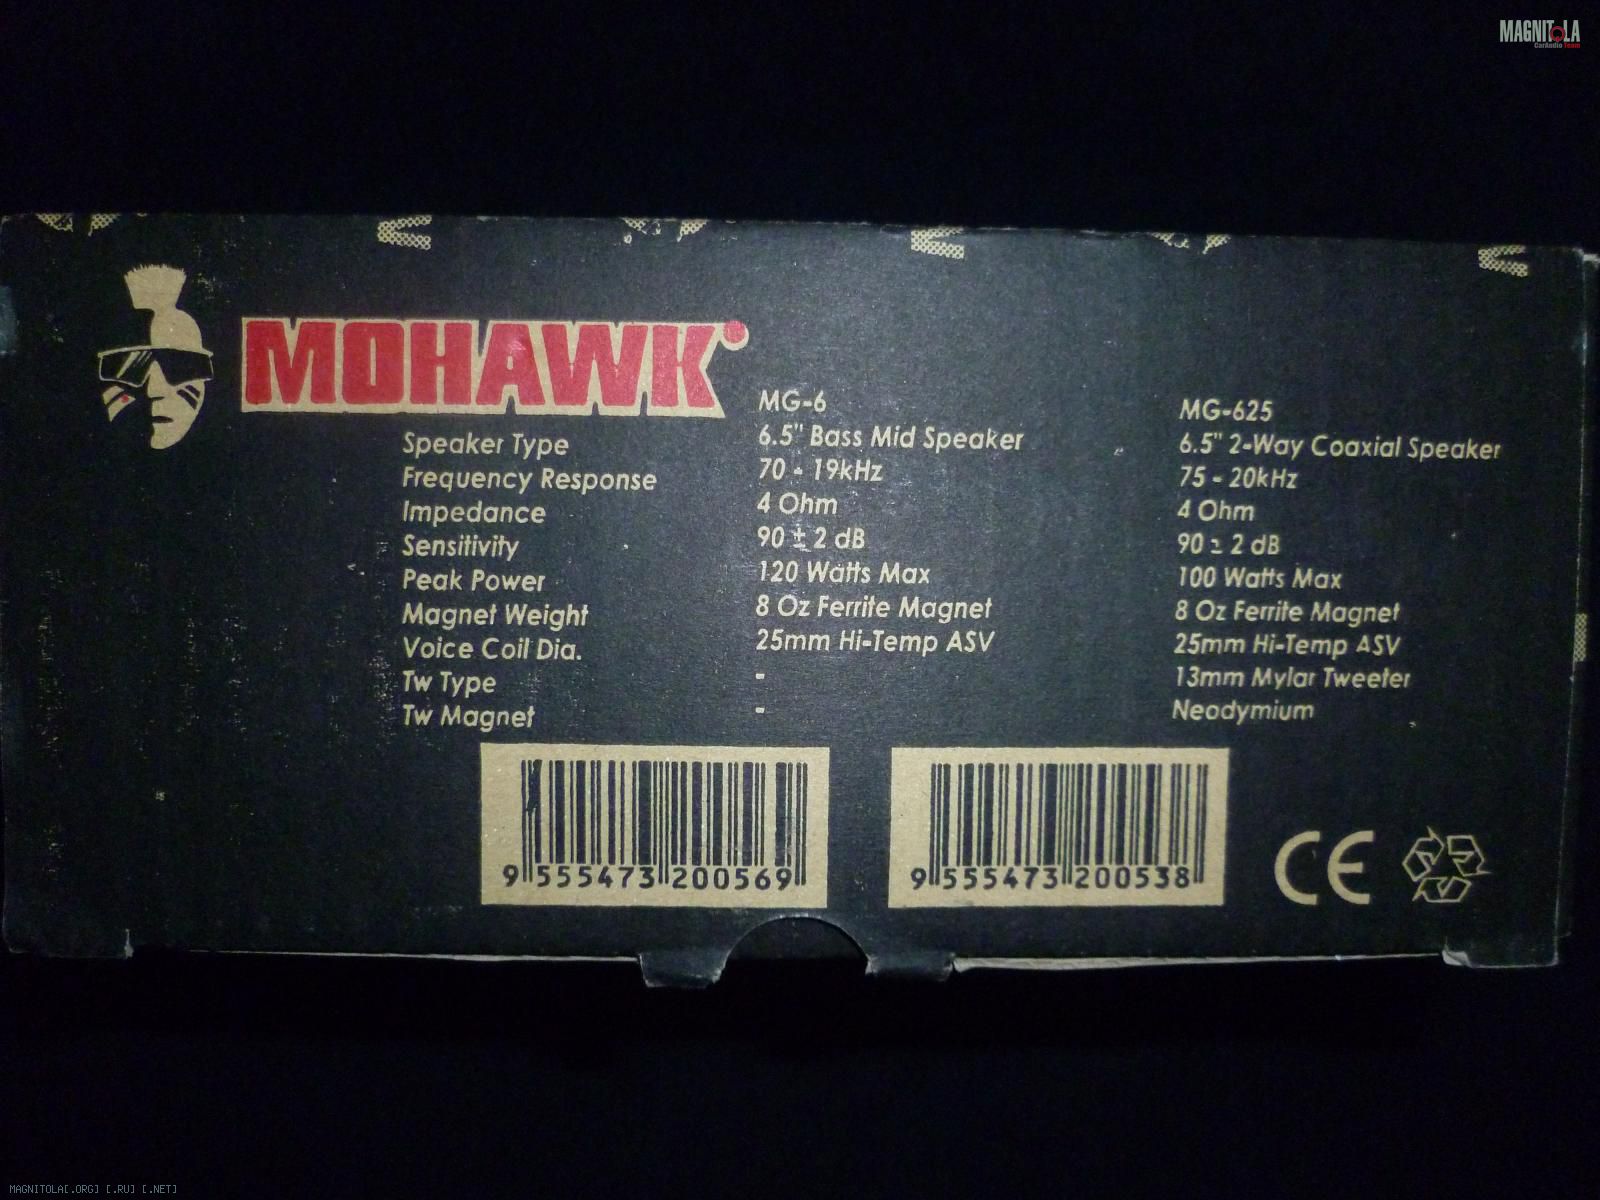 MAGNITOLA
CarAudio Team
MOHAWK
MG-6 MG-625
Speaker Type 6.5" Bass Mid Speaker 6.5" 2-Way Coaxial Speaker
Frequency Response 70 - 19kHz 75 - 20kHz
Impedance 4 Ohm 4 Ohm
Sensitivity 90 ± 2 dB 90 ± 2 dB
Peak Power 120 Watts Max 100 Watts Max
Magnet Weight 8 Oz Ferrite Magnet 8 Oz Ferrite Magnet
Voice Coil Dia. 25mm Hi-Temp ASV 25mm Hi-Temp ASV
Tw Type - 13mm Mylar Tweeter
Tw Magnet - Neodymium
9 555473 200569 9 555473 200538
CE
MAGNITOLA[.ORG] [.RU] [.NET]